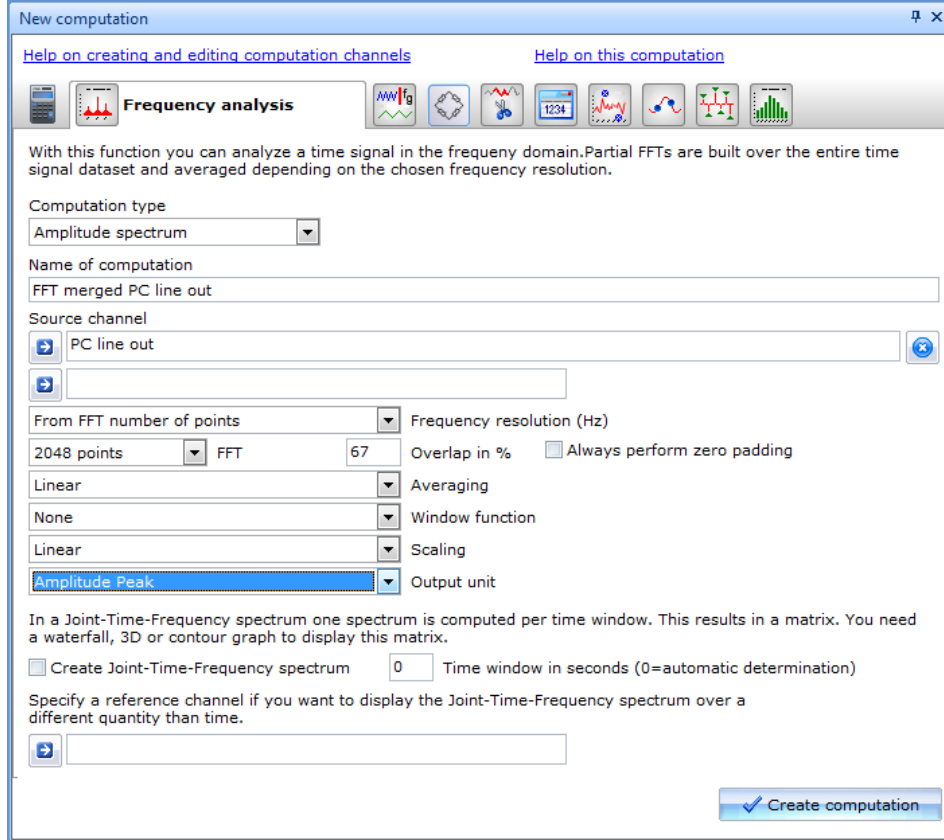 New computation
Help on creating and editing computation channels Help on this computation
Frequency analysis fg 1234
With this function you can analyze a time signal in the frequeny domain.Partial FFTs are built over the entire time
signal dataset and averaged depending on the chosen frequency resolution.
Computation type
Amplitude spectrum
Name of computation
FFT merged PC line out
Source channel
PC line out
From FFT number of points Frequency resolution (Hz)
2048 points FFT 67 Overlap in % Always perform zero padding
Linear Averaging
None Window function
Linear Scaling
Amplitude Peak Output unit
In a Joint-Time-Frequency spectrum one spectrum is computed per time window. This results in a matrix. You need
a waterfall, 3D or contour graph to display this matrix.
Create Joint-Time-Frequency spectrum 0 Time window in seconds (0=automatic determination)
Specify a reference channel if you want to display the Joint-Time-Frequency spectrum over a
different quantity than time.
Create computation